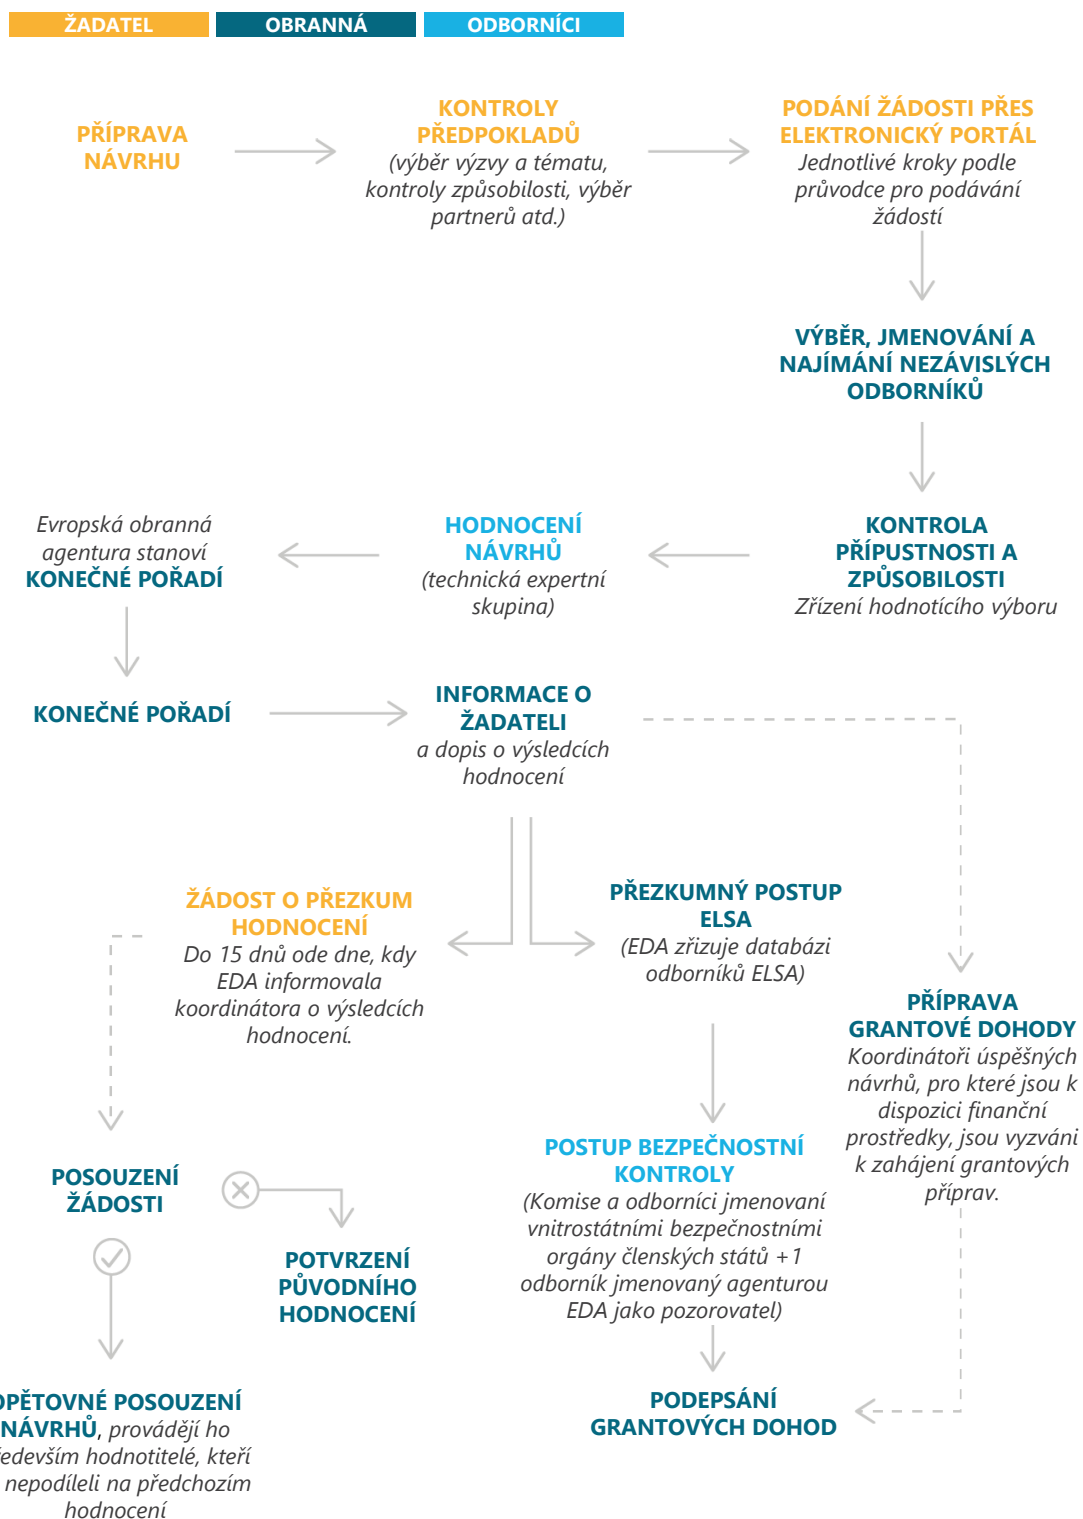 ŽADATEL
OBRANNÁ
ODBORNÍCI
PŘÍPRAVA
NÁVRHU
KONTROLY
PŘEDPOKLADŮ
(výběr výzvy a tématu,
kontroly způsobilosti, výběr
partnerů atd.)
PODÁNÍ ŽÁDOSTI PŘES
ELEKTRONICKÝ PORTÁL
Jednotlivé kroky podle
průvodce pro podávání
žádostí
VÝBĚR, JMENOVÁNÍ A
NAJÍMÁNÍ NEZÁVISLÝCH
ODBORNÍKŮ
KONTROLA
PŘÍPUSTNOSTI A
ZPŮSOBILOSTI
Zřízení hodnotícího výboru
HODNOCENÍ
NÁVRHŮ
(technická expertní
skupina)
Evropská obranná
agentura stanoví
KONEČNÉ POŘADÍ
KONEČNÉ POŘADÍ
INFORMACE O
ŽADATELI
a dopis o výsledcích
hodnocení
ŽÁDOST O PŘEZKUM
HODNOCENÍ
Do 15 dnů ode dne, kdy
EDA informovala
koordinátora o výsledcích
hodnocení.
PŘEZKUMNÝ POSTUP
ELSA
(EDA zřizuje databázi
odborníků ELSA)
PŘÍPRAVA
GRANTOVÉ DOHODY
Koordinátoři úspěšných
návrhů, pro které jsou k
dispozici finanční
prostředky, jsou vyzváni
k zahájení grantových
příprav.
POSOUZENÍ
ŽÁDOSTI
POTVRZENÍ
PŮVODNÍHO
HODNOCENÍ
POSTUP BEZPEČNOSTNÍ
KONTROLY
(Komise a odborníci jmenovaní
vnitrostátními bezpečnostními
orgány členských států +1
odborník jmenovaný agenturou
EDA jako pozorovatel)
PODEPSÁNÍ
GRANTOVÝCH DOHOD
OPĚTOVNÉ POSOUZENÍ
NÁVRHŮ, provádějí ho
edevším hodnotitelé, kteří
nepodíleli na předchozím
hodnocení